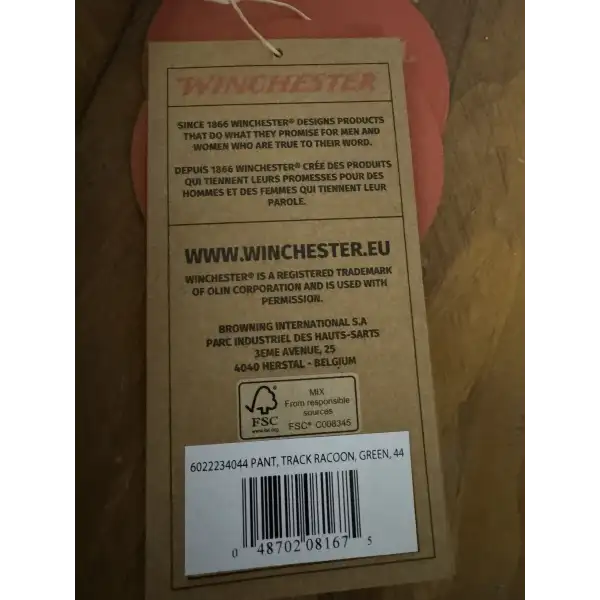 WINCHESTER
SINCE 1866 WINCHESTER® DESIGNS PRODUCTS
THAT DO WHAT THEY PROMISE FOR MEN AND
WOMEN WHO ARE TRUE TO THEIR WORD.
DEPUIS 1866 WINCHESTER® CRÉE DES PRODUITS
QUI TIENNENT LEURS PROMESSES POUR DES
HOMMES ET DES FEMMES QUI TIENNENT LEUR
PAROLE.
WWW.WINCHESTER.EU
WINCHESTER® IS A REGISTERED TRADEMARK
OF OLIN CORPORATION AND IS USED WITH
PERMISSION.
BROWNING INTERNATIONAL S.A
PARC INDUSTRIEL DES HAUTS-SARTS
3EME AVENUE, 25
4040 HERSTAL - BELGIUM
FSC
www.fsc.org
MIX
From responsible
sources
FSC® C008345
6022234044 PANT, TRACK RACOON, GREEN, 44
0 48702 08167 5